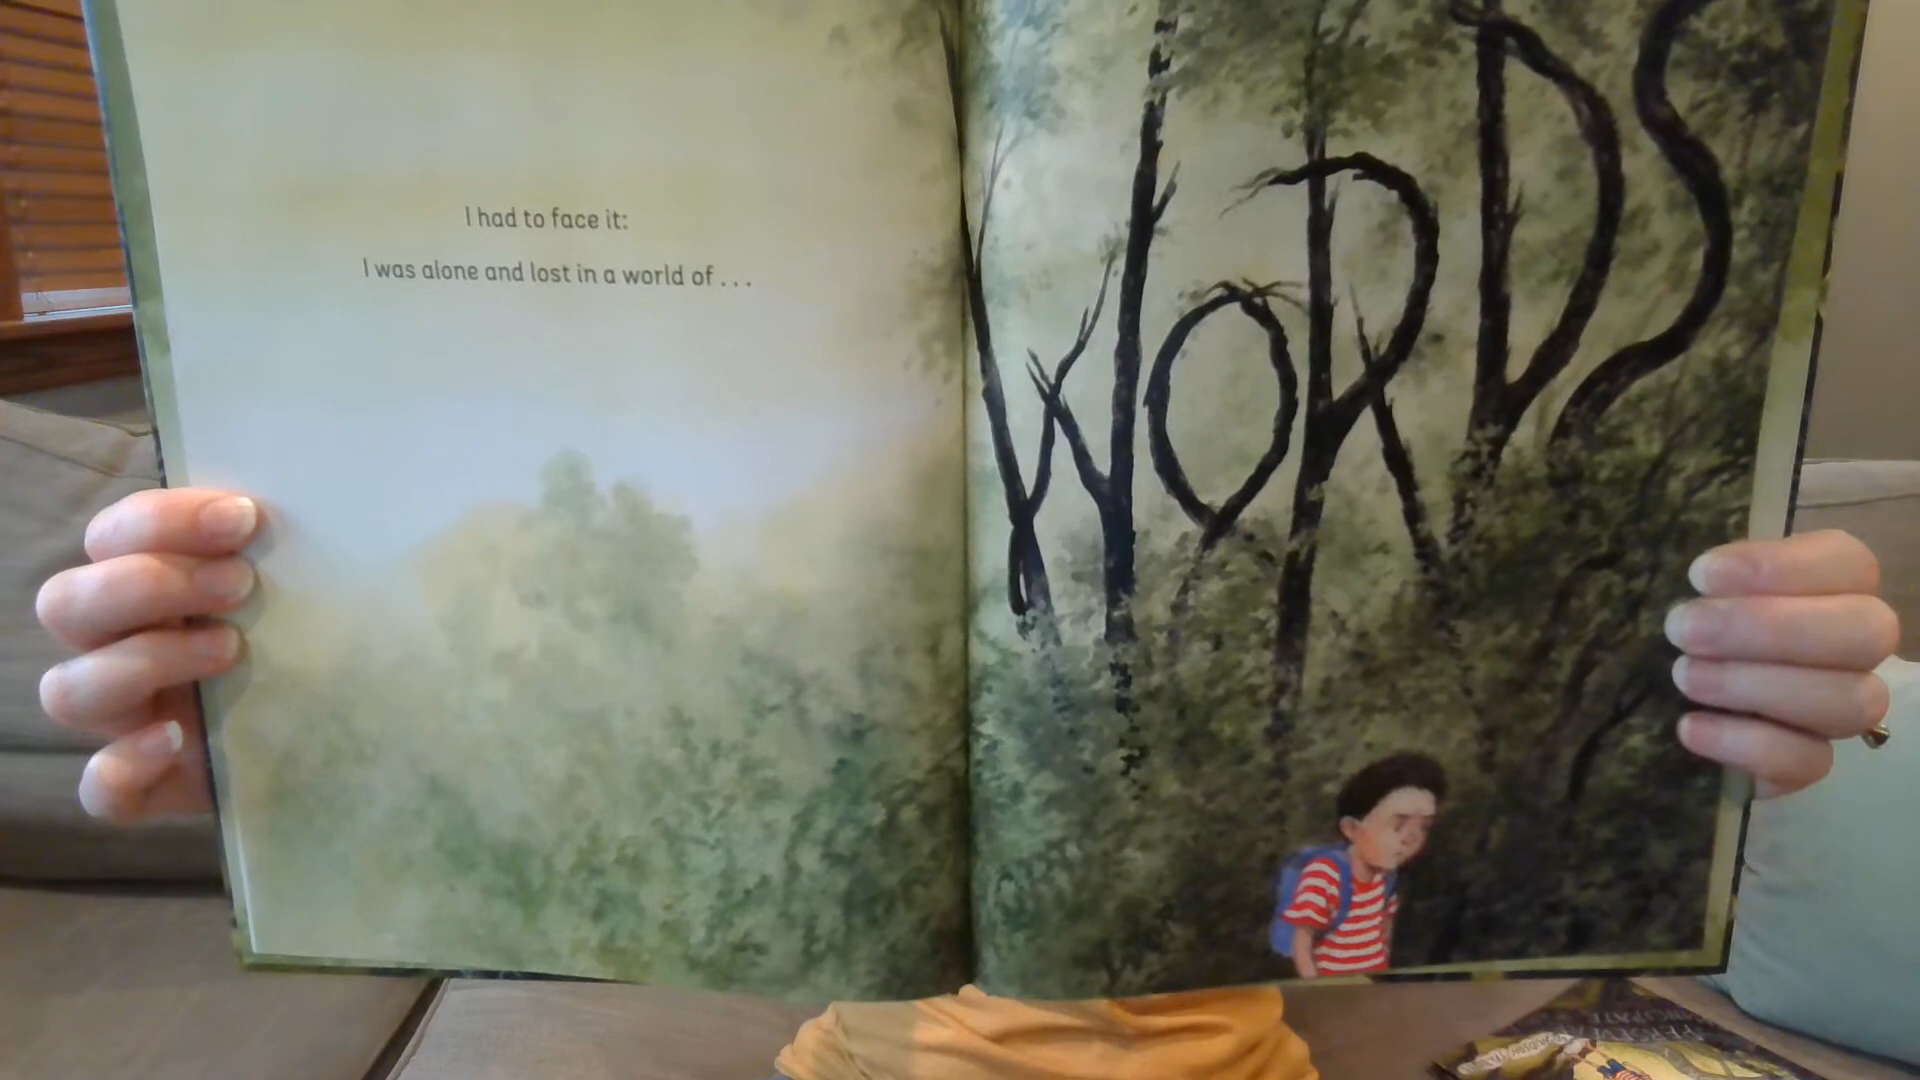 I had to face it:
I was alone and lost in a world of . . .
WORDS